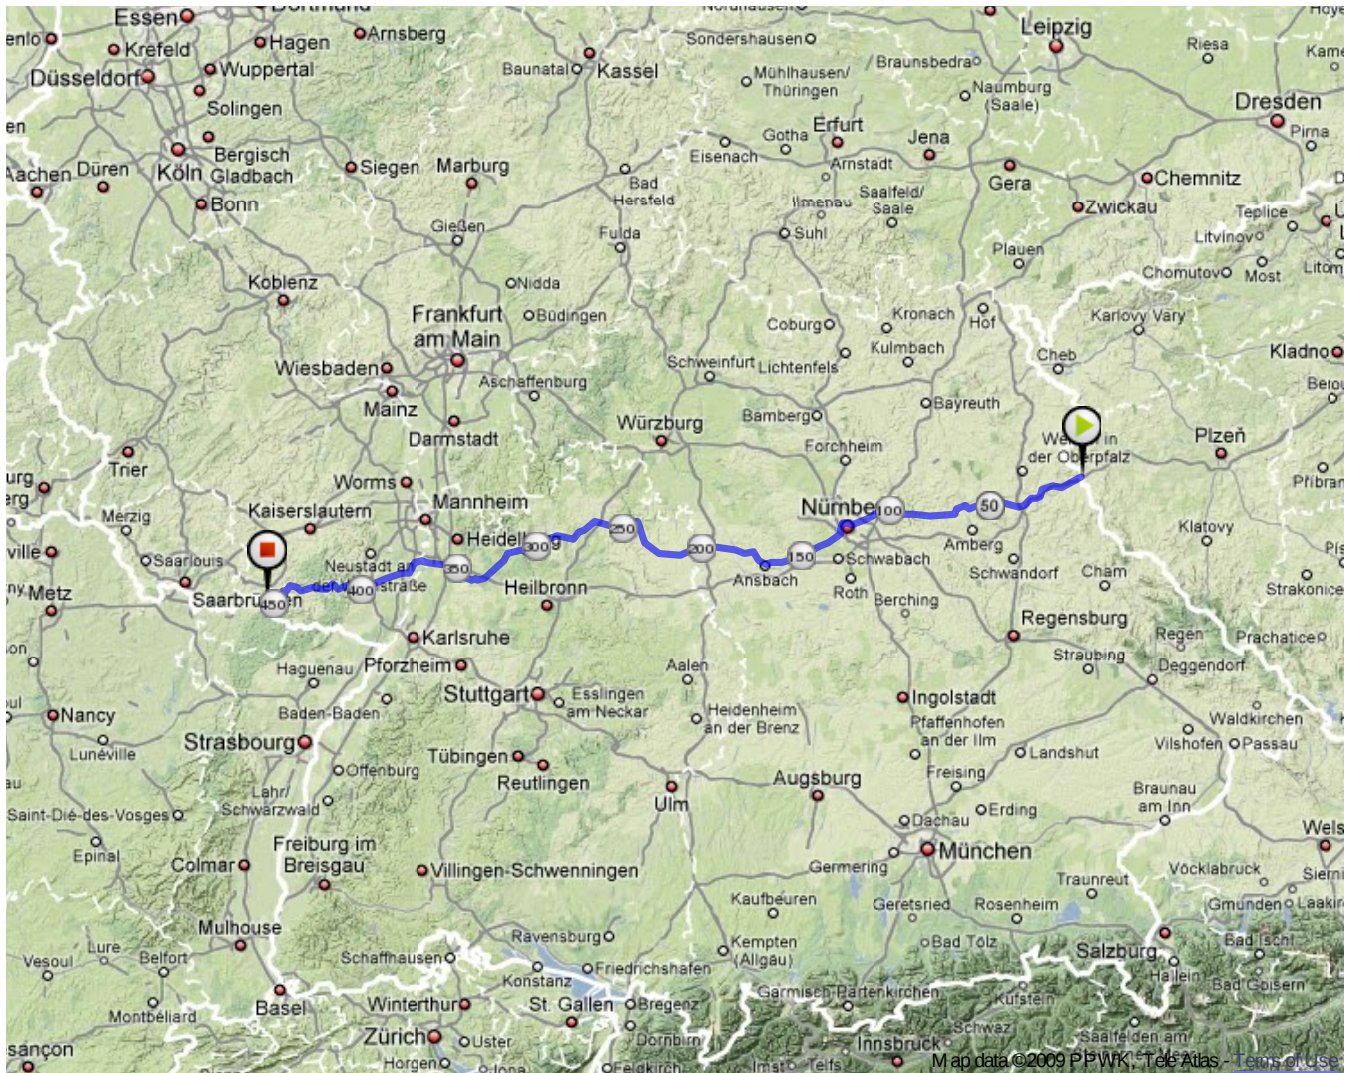 Essen
Dortmund
Arnsberg
Hagen
Krefeld
Wuppertal
Düsseldorf
Solingen
Baunatal
Kassel
Sondershausen
Mühlhausen/
Thüringen
Braunsbedra
Naumburg
(Saale)
Leipzig
Riesa
Dresden
Pirna
Bergisch
Gladbach
Köln
Düren
Aachen
Bonn
Siegen
Marburg
Eisenach
Gotha
Erfurt
Arnstadt
Jena
Gera
Chemnitz
Zwickau
Bad
Hersfeld
Ilmenau
Saalfeld/
Saale
Suhl
Fulda
Gießen
Teplice
Litvínov
Plauen
Chomutov
Most
Koblenz
Nidda
Büdingen
Frankfurt
am Main
Coburg
Kronach
Hof
Karlovy Vary
Kulmbach
Lichtenfels
Cheb
Kladno
Wiesbaden
Schweinfurt
Aschaffenburg
Mainz
Darmstadt
Würzburg
Bamberg
Bayreuth
Forchheim
der Oberpfalz
Plzeň
Trier
Worms
Mannheim
Kaiserslautern
Merzig
Saarlouis
Nürnbe
100
50
150
200
250
300
350
400
450
Klatovy
Amberg
Schwabach
Schwandorf
Ansbach
Roth
Berching
Cham
Strakonice
Neustadt an
Metz
Heilbronn
Regensburg
Regen
Prachatice
Straubing
Deggendorf
Karlsruhe
Pforzheim
Haguenau
Aalen
Stuttgart
Esslingen
am Neckar
Baden-Baden
Heidenheim
an der Brenz
Ingolstadt
Pfaffenhofen
an der Ilm
Landshut
Waldkirchen
Vilshofen
Passau
Nancy
Lunéville
Strasbourg
Tübingen
Reutlingen
Offenburg
Lahr/
Schwarzwald
Ulm
Augsburg
Freising
Erding
Dachau
Braunau
am Inn
Saint-Dié-des-Vosges
Epinal
Colmar
Freiburg im
Breisgau
Villingen-Schwenningen
München
Germering
Wels
Vöcklabruck
Traunreut
Gmunden
Kaufbeuren
Geretsried
Rosenheim
Mulhouse
Ravensburg
Kempten
(Allgäu)
Bad Tölz
Salzburg
Bad Ischl
Hallein
Bad Goisern
Vesoul
Lure
Belfort
Schaffhausen
Konstanz
Friedrichshafen
Montbéliard
Basel
Winterthur
St. Gallen
Bregenz
Dornbirn
Garmisch-Partenkirchen
Kufstein
Schwaz
Saalfelden am
Zürich
Uster
Horgen
Feldkirch
Imst
Telfs
Innsbruck
Map data ©2009 PPWK, Tele Atlas - Terms of Use